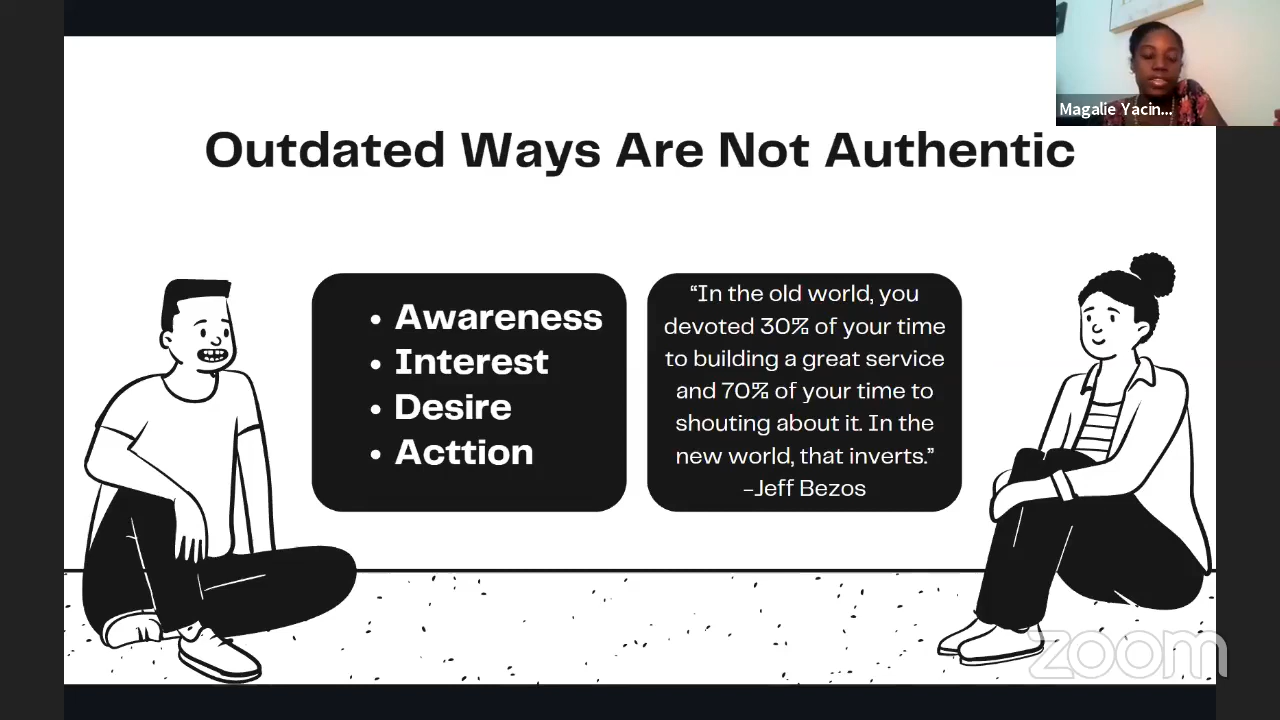 Magalie Yacin...
Outdated Ways Are Not Authentic
• Awareness
• Interest
• Desire
• Acttion
“In the old world, you
devoted 30% of your time
to building a great service
and 70% of your time to
shouting about it. In the
new world, that inverts.”
-Jeff Bezos
zoom